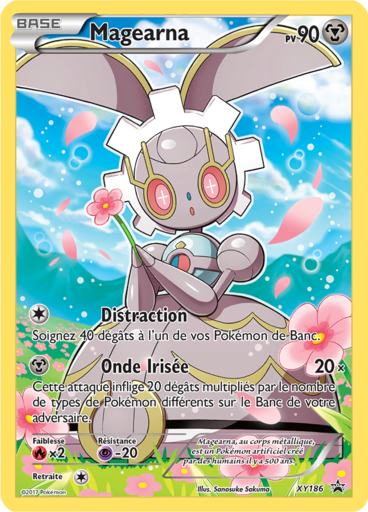 BASE
Magearna
PV90
Distraction
Soignez 40 dégâts à l'un de vos Pokémon de Banc.
Onde Irisée 20×
Cette attaque inflige 20 dégâts multipliés par le nombre
de types de Pokémon différents sur le Banc de votre
adversaire.
Faiblesse Résistance
×2 -20
Retraite
Magearna, au corps métallique,
est un Pokémon artificiel créé
par des humains il y a 500 ans.
©2017 Pokémon Illus. Sanosuke Sakuma XY186